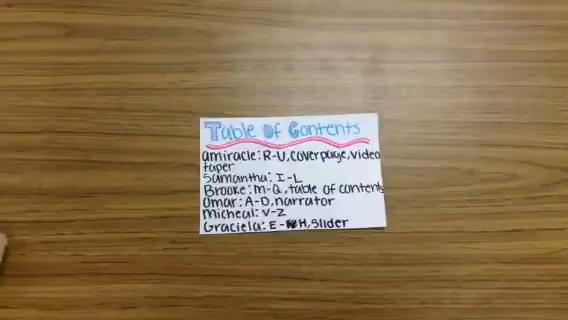 Table of Contents
amiracle: R-U, coverpage, video
taper
Samantha: I-L
Brooke: M-Q, table of contents
Omar: A-D, narrator
Micheal: V-Z
Graciela: E-H, slider